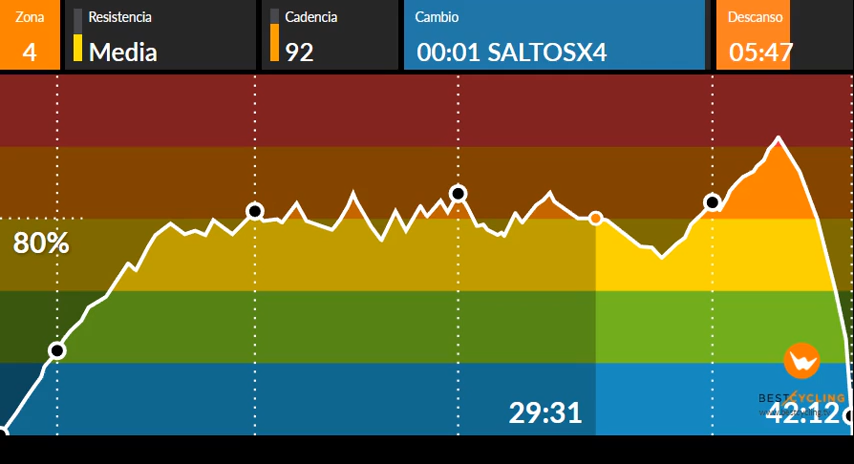 Zona
4
Resistencia
Media
Cadencia
92
Cambio
00:01 SALTOSX4
Descanso
05:47
80%
29:31
42:12
BESTCYCLING